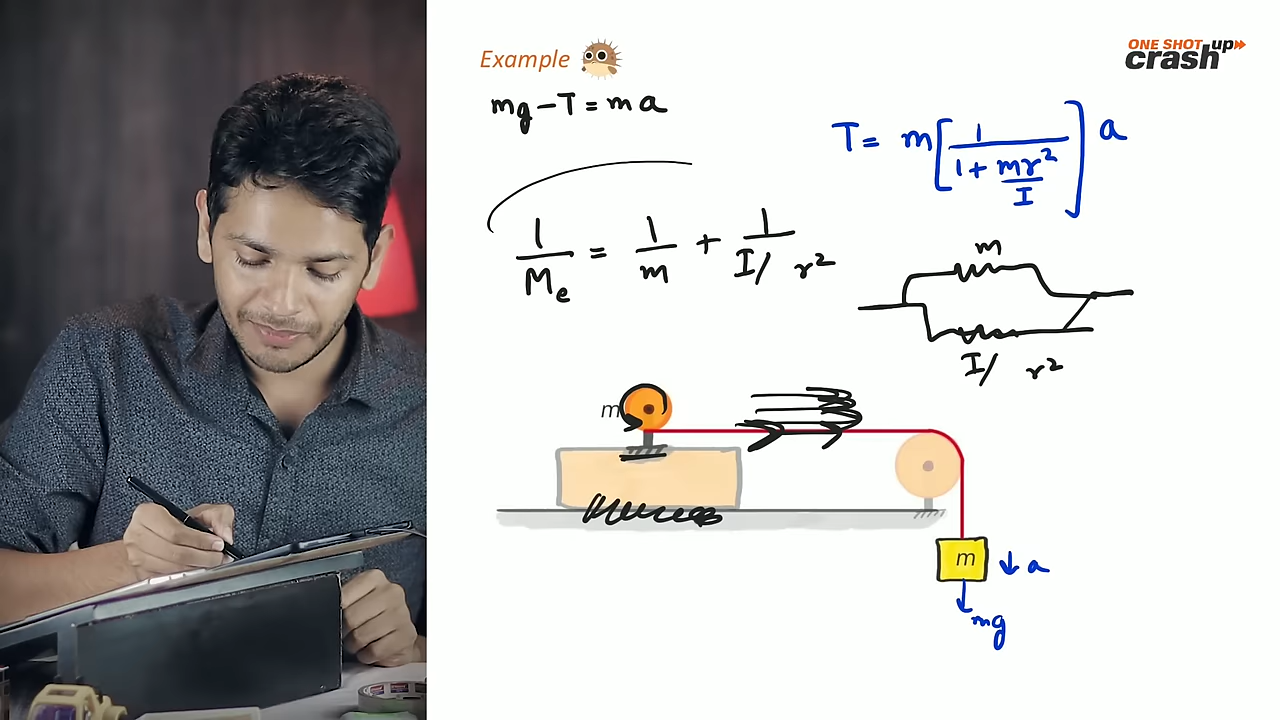 Example
ONE SHOT
crash up
mg - T = ma
T = m[1/(1 + mr²/I)] a
1/Me = 1/m + 1/(I/ r²)
m
I/ r²
m
m
↓ a
mg